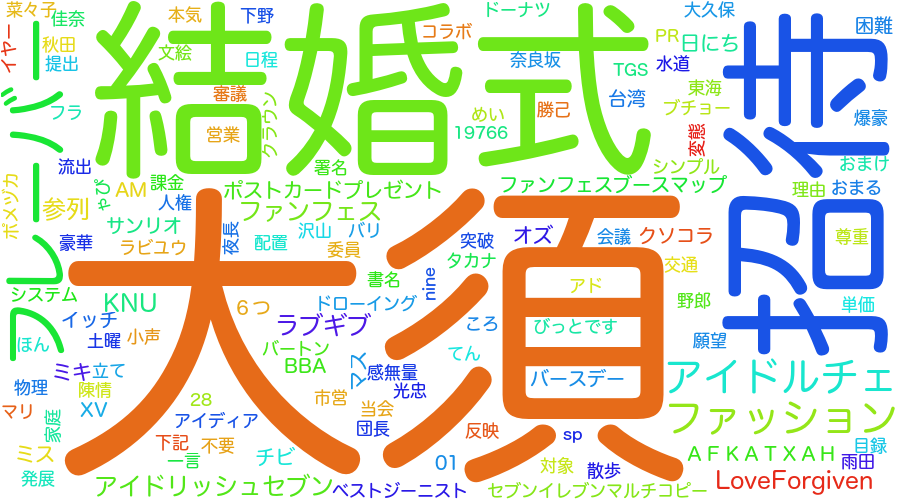 菜々子
佳奈
イヤー
秋田
提出
フラ
フレーバー
流出
ポメッカ
参列
豪華
やぴ
結婚式
本気
下野
文絵
日程
審議
営業
クラウン
コラボ
ドーナツ
奈良坂
めい
19766
勝己
TGS
台湾
PR
水道
大久保
日にち
東海
ブチョー
変態
シンプル
困難
爆豪
招待
おまけ
おまる
理由
尊重
署名
AM
課金
人権
サンリオ
ラビユウ
ポストカードプレゼント
ファンフェス
夜長
配置
沢山
バリ
委員
ファンフェスブースマップ
大須
突破
タカナ
オズ
会議
クソコラ
交通
アド
野郎
単価
願望
システム
KNU
イッチ
ほん
土曜
小声
ミキ
立て
物理
陳情
マリ
XV
家庭
ミス
発展
書名
nine
ドローイング
6つ
ラブギブ
バートン
BBA
マス
感無量
光忠
ころ
てん
びっとです
バースデー
28
アイディア
市営
当会
団長
下記
不要
一言
チビ
アイドリッシュセブン
ベストジーニスト
01
反映
sp
対象
散歩
セブンイレブンマルチコピー
アイドルチェ
ファッション
AFKATXAH
目録
雨田
LoveForgiven